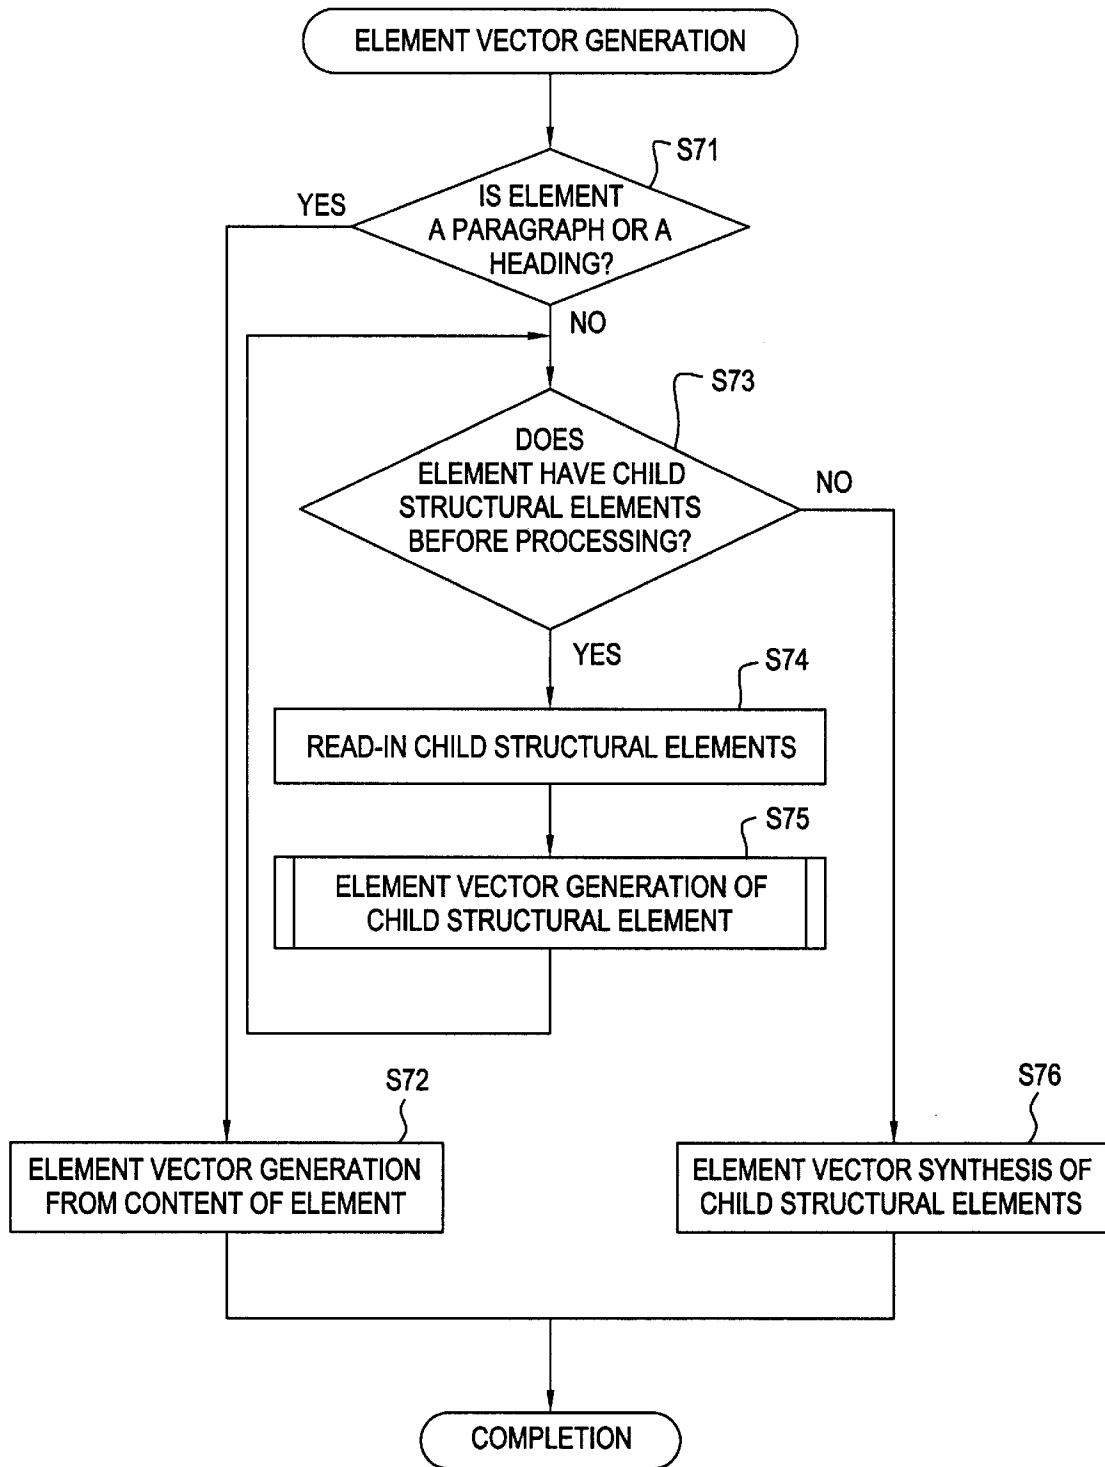 ELEMENT VECTOR GENERATION
S71
YES
IS ELEMENT
A PARAGRAPH OR A
HEADING?
NO
S73
DOES
ELEMENT HAVE CHILD
STRUCTURAL ELEMENTS
BEFORE PROCESSING?
NO
YES
S74
READ-IN CHILD STRUCTURAL ELEMENTS
S75
ELEMENT VECTOR GENERATION OF
CHILD STRUCTURAL ELEMENT
S72
ELEMENT VECTOR GENERATION
FROM CONTENT OF ELEMENT
S76
ELEMENT VECTOR SYNTHESIS OF
CHILD STRUCTURAL ELEMENTS
COMPLETION